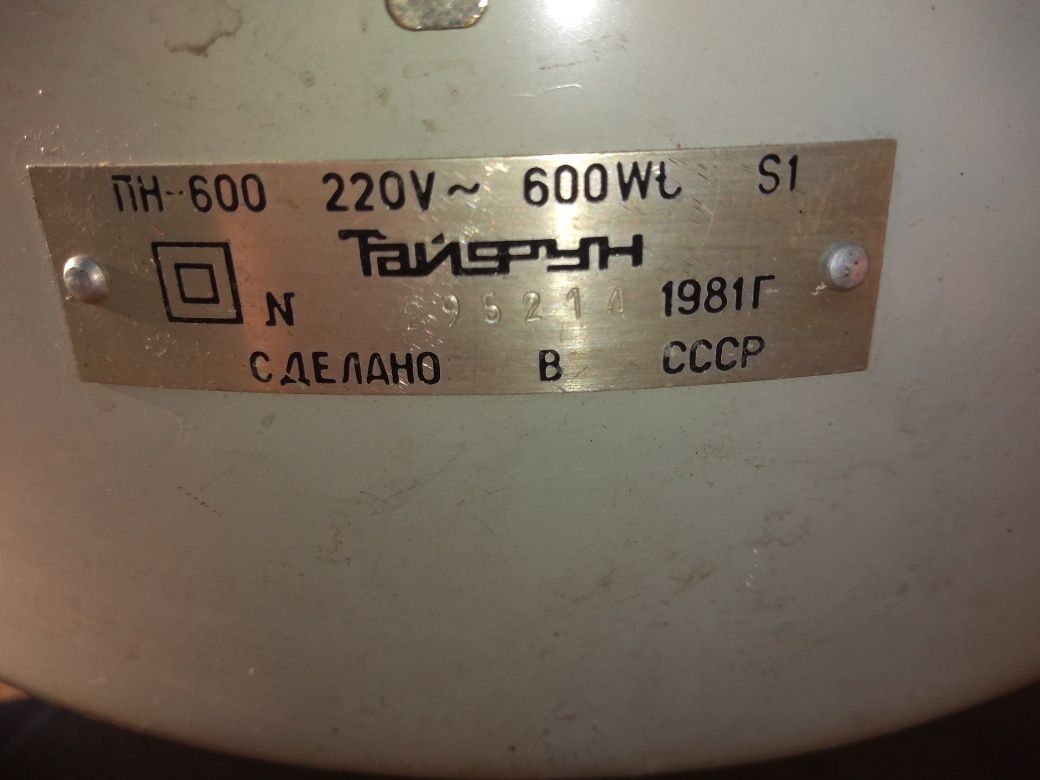 ПН-600 220V~ 600Wt S1
Тайфун
N 295214 1981Г
СДЕЛАНО В СССР